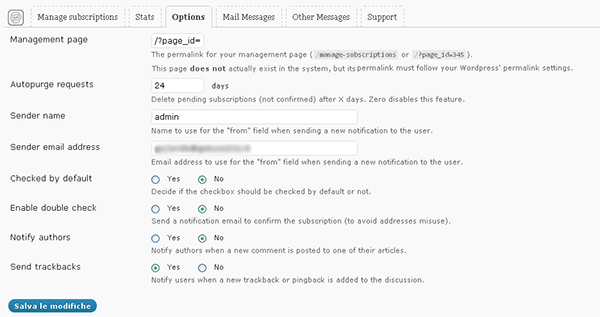 Manage subscriptions Stats Options Mail Messages Other Messages Support
Management page /?page_id=
The permalink for your management page ( /manage-subscriptions or /?page_id=345 ).
This page does not actually exist in the system, but its permalink must follow your Wordpress' permalink settings.
Autopurge requests 24 days
Delete pending subscriptions (not confirmed) after X days. Zero disables this feature.
Sender name admin
Name to use for the "from" field when sending a new notification to the user.
Sender email address
Email address to use for the "from" field when sending a new notification to the user.
Checked by default Yes No
Decide if the checkbox should be checked by default or not.
Enable double check Yes No
Send a notification email to confirm the subscription (to avoid addresses misuse).
Notify authors Yes No
Notify authors when a new comment is posted to one of their articles.
Send trackbacks Yes No
Notify users when a new trackback or pingback is added to the discussion.
Salva le modifiche